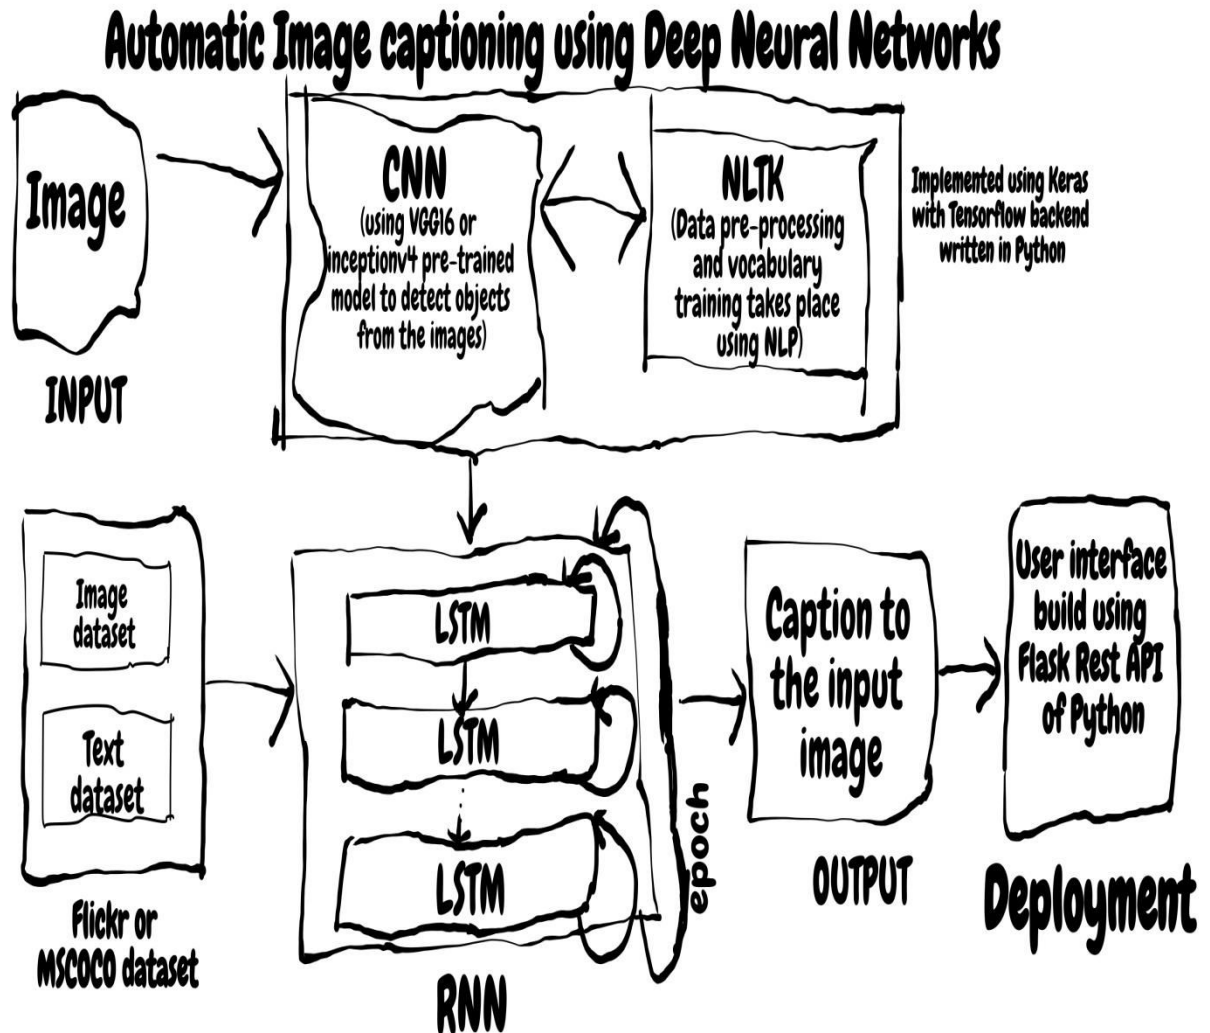 Automatic Image captioning using Deep Neural Networks
Image
INPUT
CNN
(using VGG16 or
inceptionv4 pre-trained
model to detect objects
from the images)
NLTK
(Data pre-processing
and vocabulary
training takes place
using NLP)
Implemented using Keras
with Tensorflow backend
written in Python
Image
dataset
Text
dataset
Flickr or
MSCOCO dataset
LSTM
LSTM
LSTM
RNN
epoch
Caption to
the input
image
OUTPUT
User interface
build using
Flask Rest API
of Python
Deployment